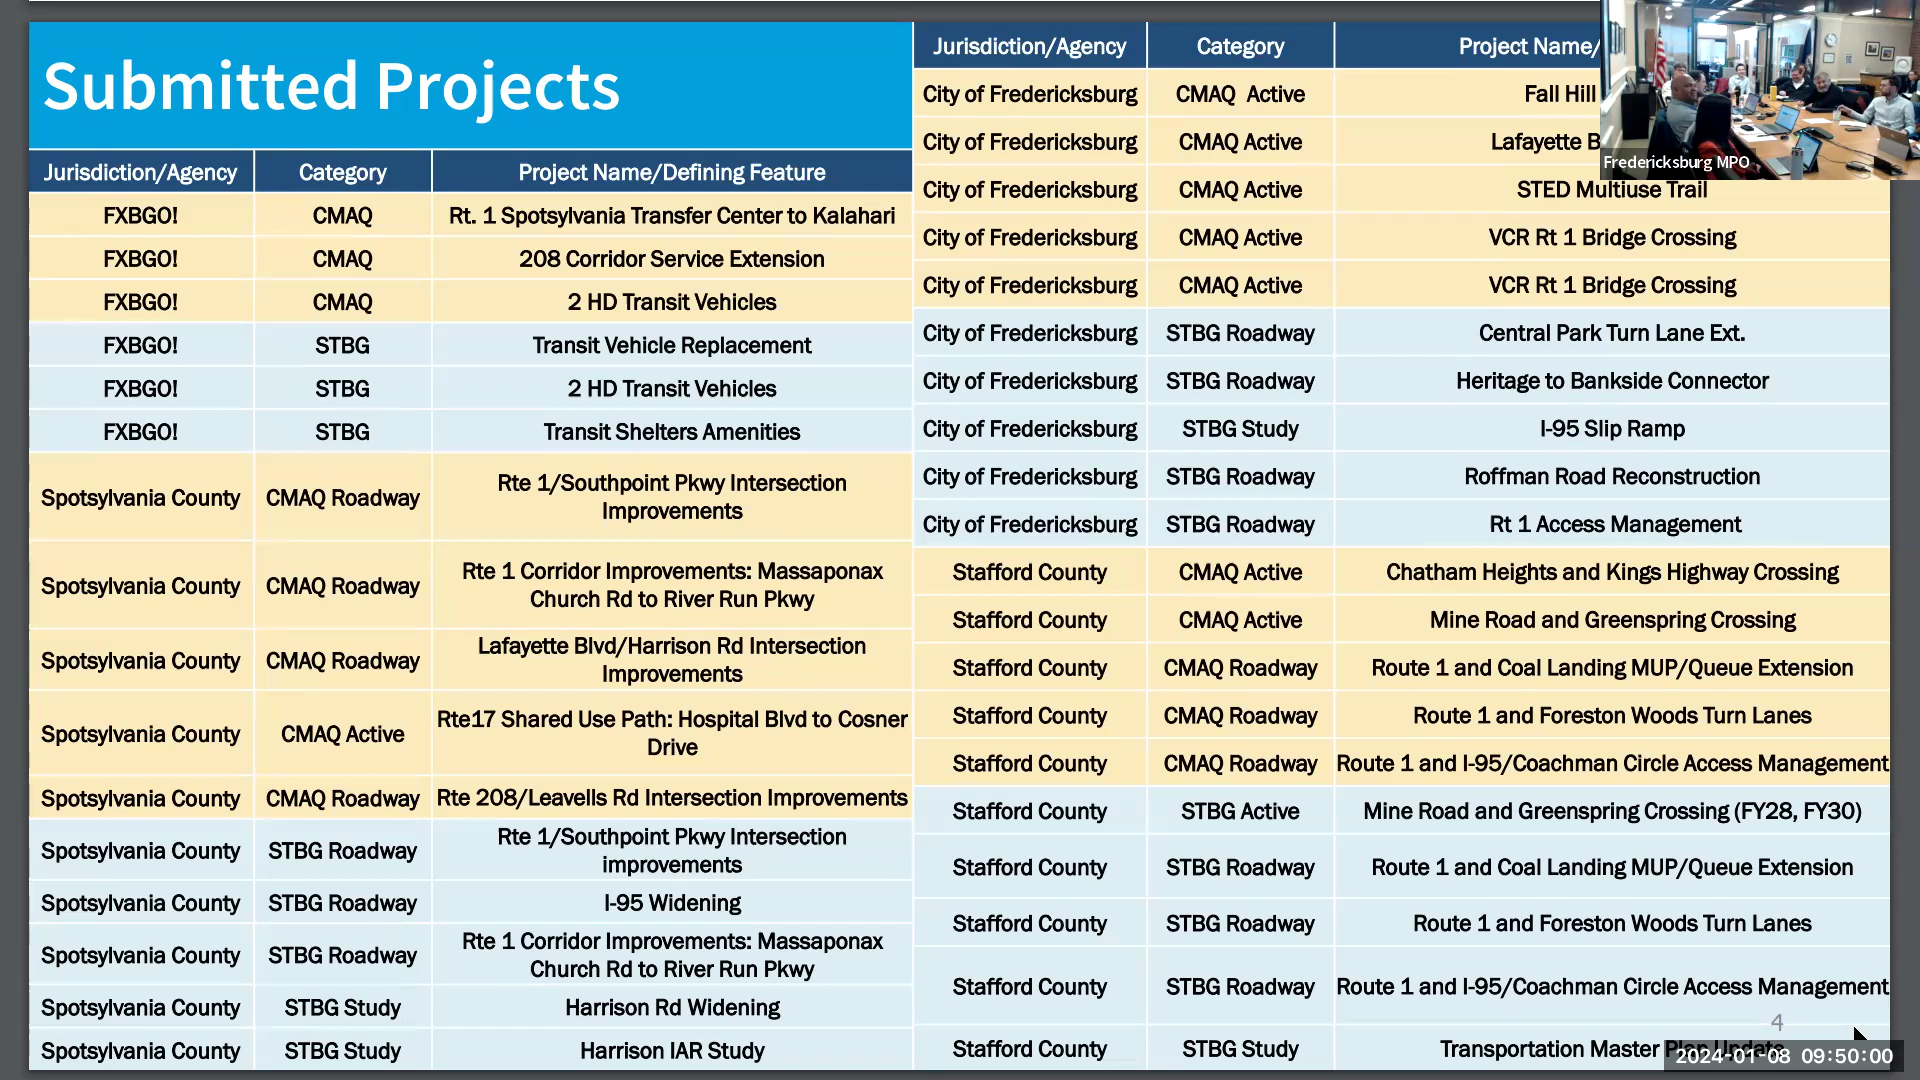 Submitted Projects
Jurisdiction/Agency Category Project Name/Defining Feature
FXBGO! CMAQ Rt. 1 Spotsylvania Transfer Center to Kalahari
FXBGO! CMAQ 208 Corridor Service Extension
FXBGO! CMAQ 2 HD Transit Vehicles
FXBGO! STBG Transit Vehicle Replacement
FXBGO! STBG 2 HD Transit Vehicles
FXBGO! STBG Transit Shelters Amenities
Spotsylvania County CMAQ Roadway Rte 1/Southpoint Pkwy Intersection
Improvements
Spotsylvania County CMAQ Roadway Rte 1 Corridor Improvements: Massaponax
Church Rd to River Run Pkwy
Spotsylvania County CMAQ Roadway Lafayette Blvd/Harrison Rd Intersection
Improvements
Spotsylvania County CMAQ Active Rte17 Shared Use Path: Hospital Blvd to Cosner
Drive
Spotsylvania County CMAQ Roadway Rte 208/Leavells Rd Intersection Improvements
Spotsylvania County STBG Roadway Rte 1/Southpoint Pkwy Intersection
improvements
Spotsylvania County STBG Roadway I-95 Widening
Spotsylvania County STBG Roadway Rte 1 Corridor Improvements: Massaponax
Church Rd to River Run Pkwy
Spotsylvania County STBG Study Harrison Rd Widening
Spotsylvania County STBG Study Harrison IAR Study
Jurisdiction/Agency Category Project Name/
City of Fredericksburg CMAQ Active Fall Hill
City of Fredericksburg CMAQ Active Lafayette B
City of Fredericksburg CMAQ Active STED Multiuse Trail
City of Fredericksburg CMAQ Active VCR Rt 1 Bridge Crossing
City of Fredericksburg CMAQ Active VCR Rt 1 Bridge Crossing
City of Fredericksburg STBG Roadway Central Park Turn Lane Ext.
City of Fredericksburg STBG Roadway Heritage to Bankside Connector
City of Fredericksburg STBG Study I-95 Slip Ramp
City of Fredericksburg STBG Roadway Roffman Road Reconstruction
City of Fredericksburg STBG Roadway Rt 1 Access Management
Stafford County CMAQ Active Chatham Heights and Kings Highway Crossing
Stafford County CMAQ Active Mine Road and Greenspring Crossing
Stafford County CMAQ Roadway Route 1 and Coal Landing MUP/Queue Extension
Stafford County CMAQ Roadway Route 1 and Foreston Woods Turn Lanes
Stafford County CMAQ Roadway Route 1 and I-95/Coachman Circle Access Management
Stafford County STBG Active Mine Road and Greenspring Crossing (FY28, FY30)
Stafford County STBG Roadway Route 1 and Coal Landing MUP/Queue Extension
Stafford County STBG Roadway Route 1 and Foreston Woods Turn Lanes
Stafford County STBG Roadway Route 1 and I-95/Coachman Circle Access Management
Stafford County STBG Study Transportation Master Plan Update
Fredericksburg MPO
4
2024-01-08 09:50:00